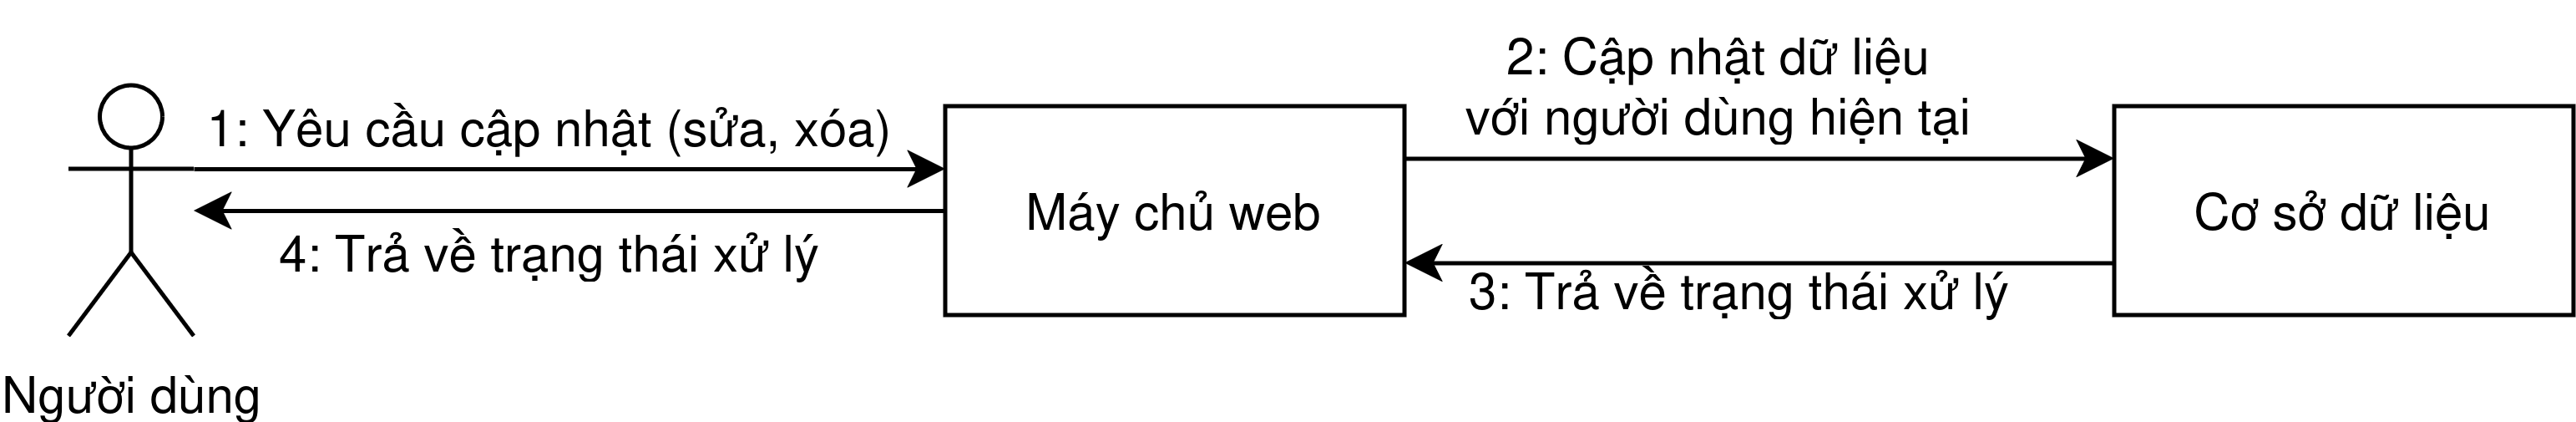 2: Cập nhật dữ liệu
với người dùng hiện tại
1: Yêu cầu cập nhật (sửa, xóa)
Máy chủ web
Cơ sở dữ liệu
4: Trả về trạng thái xử lý
3: Trả về trạng thái xử lý
Người dùng